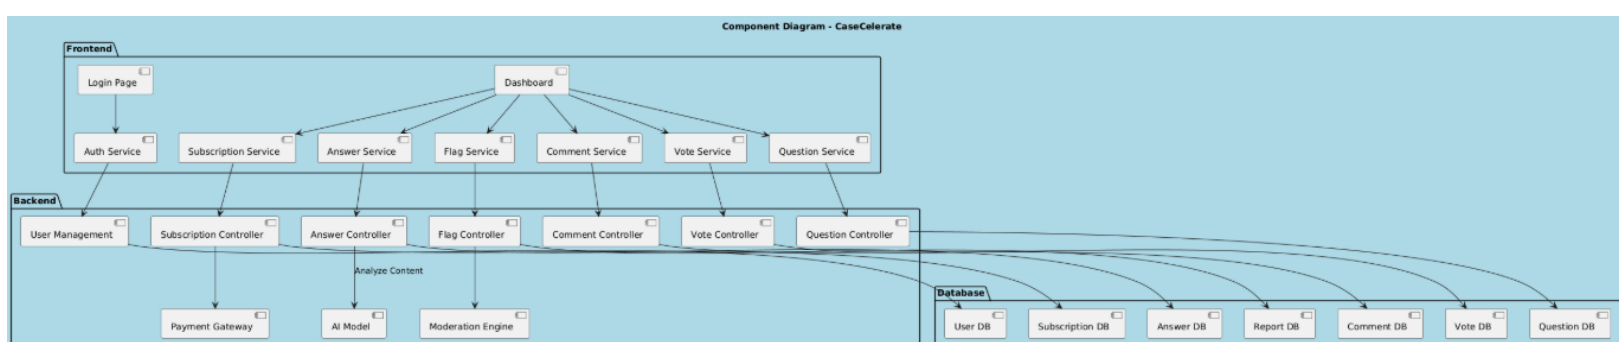 Component Diagram - CaseCelerate
Frontend
Login Page
Dashboard
Auth Service
Subscription Service
Answer Service
Flag Service
Comment Service
Vote Service
Question Service
Backend
User Management
Subscription Controller
Answer Controller
Flag Controller
Comment Controller
Vote Controller
Question Controller
Analyze Content
Database
Payment Gateway
AI Model
Moderation Engine
User DB
Subscription DB
Answer DB
Report DB
Comment DB
Vote DB
Question DB